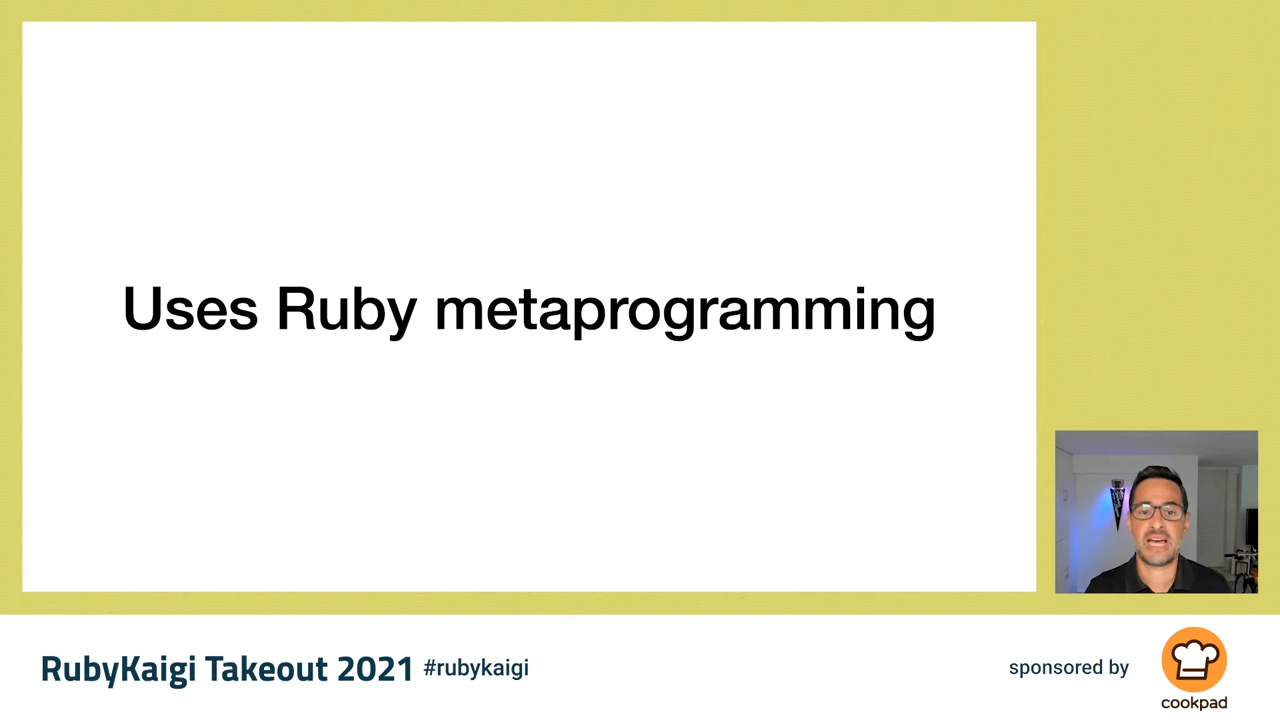 Uses Ruby metaprogramming
RubyKaigi Takeout 2021 #rubykaigi
sponsored by
cookpad